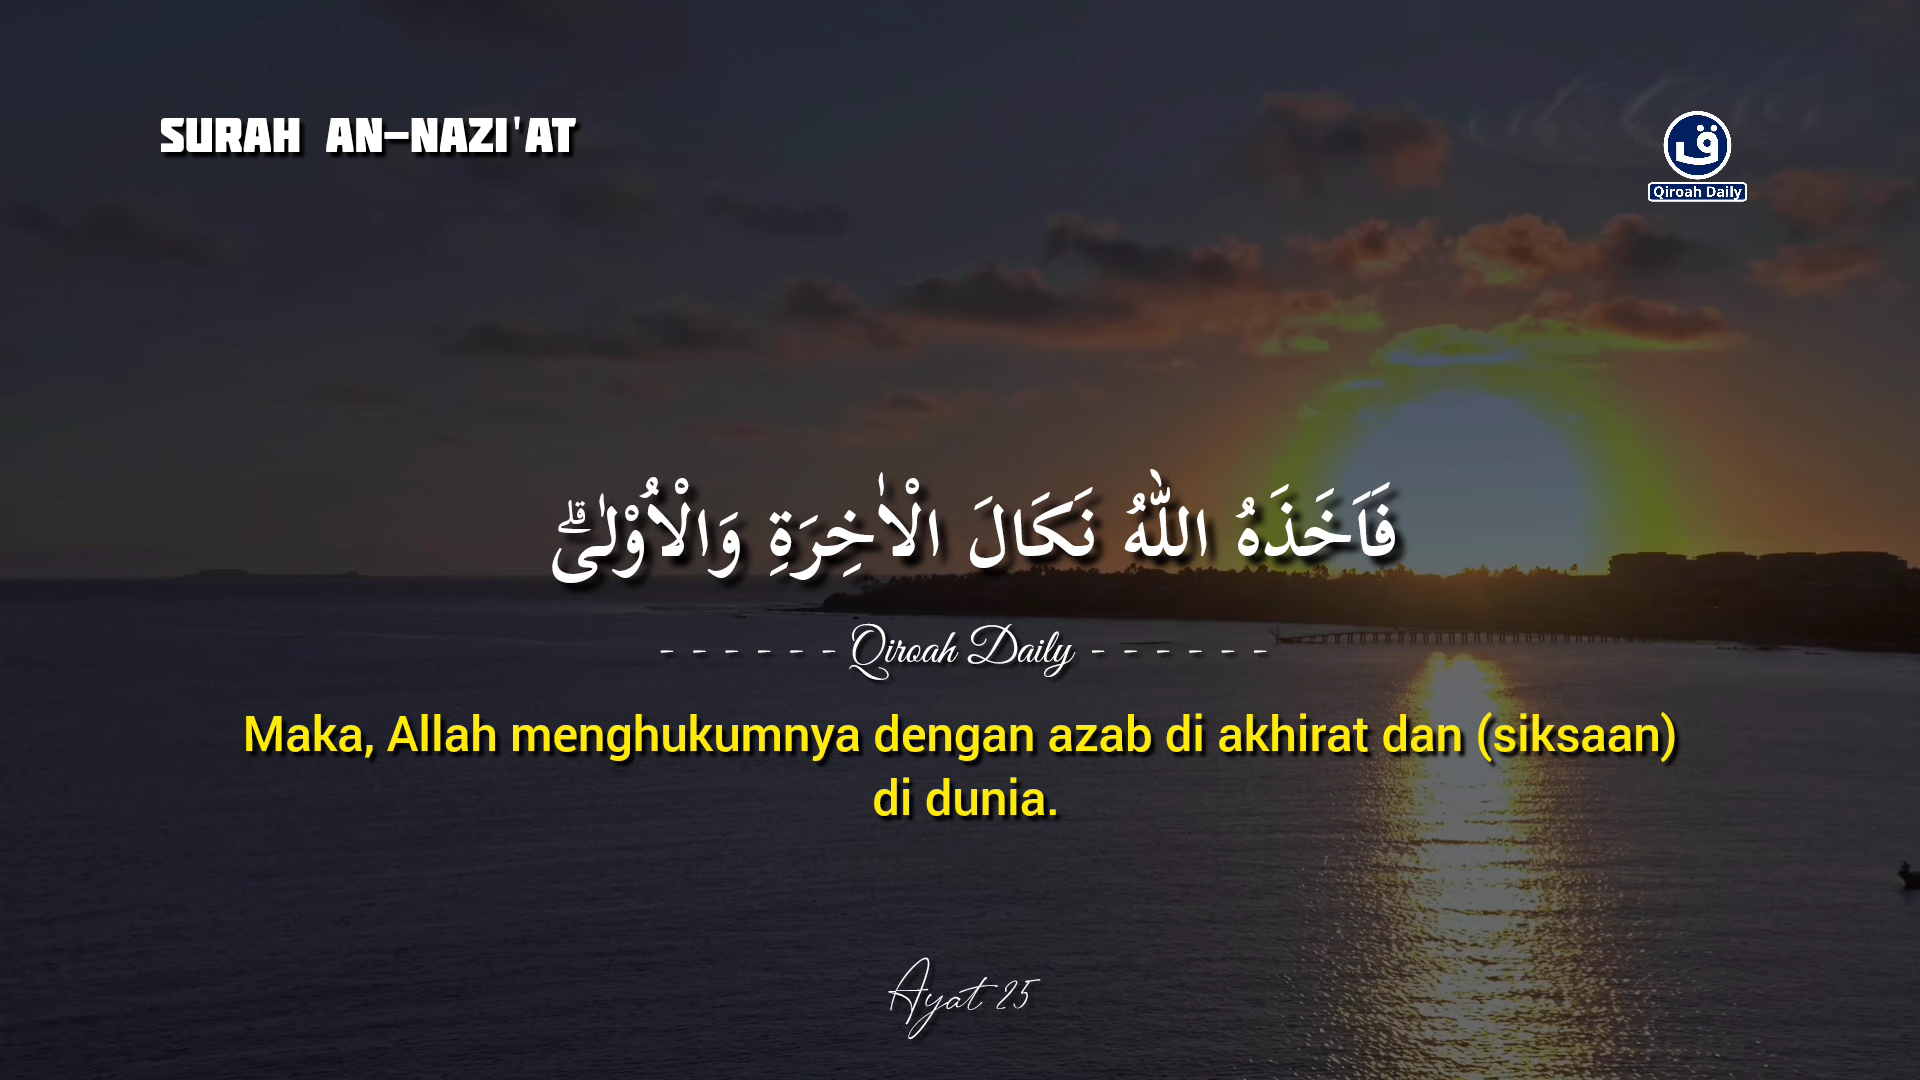 SURAH AN-NAZI'AT
ق
Qiroah Daily
فَاَخَذَهُ اللّٰهُ نَكَالَ الْاٰخِرَةِ وَالْاُوْلٰىۗ
- - - - - - Qiroah Daily - - - - - -
Maka, Allah menghukumnya dengan azab di akhirat dan (siksaan)
di dunia.
Ayat 25